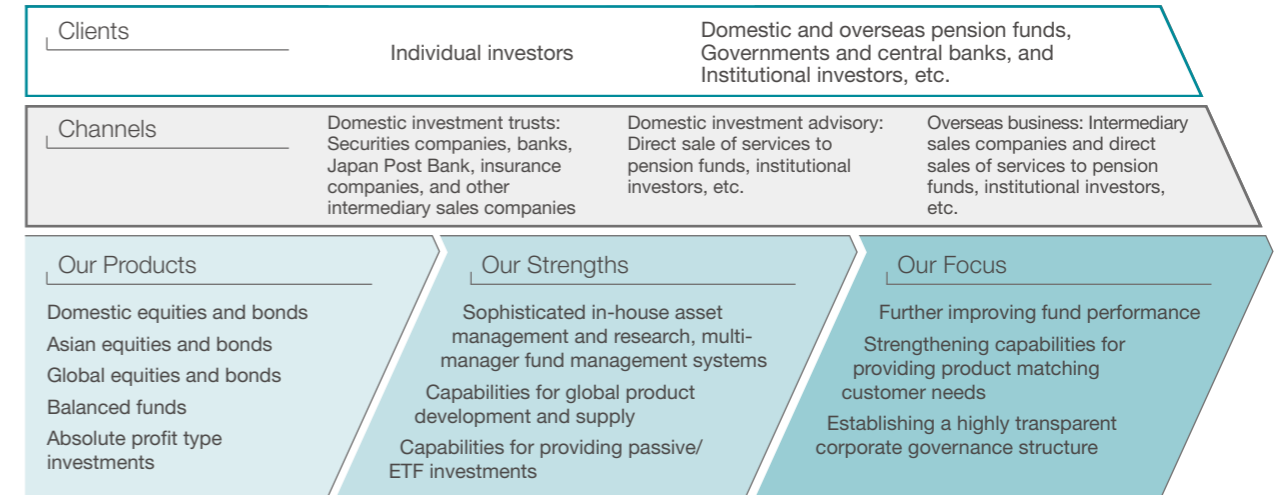 Clients
Individual investors
Domestic and overseas pension funds,
Governments and central banks, and
Institutional investors, etc.
Channels
Domestic investment trusts:
Securities companies, banks,
Japan Post Bank, insurance
companies, and other
intermediary sales companies
Domestic investment advisory:
Direct sale of services to
pension funds, institutional
investors, etc.
Overseas business: Intermediary
sales companies and direct
sales of services to pension
funds, institutional investors,
etc.
Our Products
Domestic equities and bonds
Asian equities and bonds
Global equities and bonds
Balanced funds
Absolute profit type
investments
Our Strengths
Sophisticated in-house asset
management and research, multi-
manager fund management systems
Capabilities for global product
development and supply
Capabilities for providing passive/
ETF investments
Our Focus
Further improving fund performance
Strengthening capabilities for
providing product matching
customer needs
Establishing a highly transparent
corporate governance structure